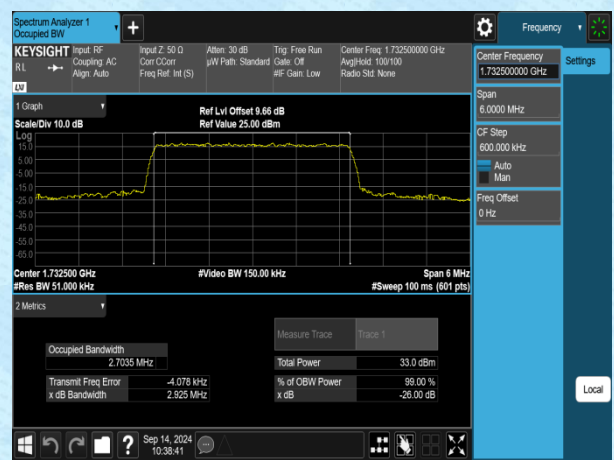 Spectrum Analyzer 1
Occupied BW
Frequency
KEYSIGHT
RL
LXI
Input: RF
Coupling: AC
Align: Auto
Input Z: 50 Ω
Corr CCorr
Freq Ref: Int (S)
Atten: 30 dB
µW Path: Standard
Trig: Free Run
Gate: Off
#IF Gain: Low
Center Freq: 1.732500000 GHz
Avg|Hold: 100/100
Radio Std: None
Center Frequency
1.732500000 GHz
Settings
Span
6.0000 MHz
CF Step
600.000 kHz
Auto
Man
Freq Offset
0 Hz
1 Graph
Scale/Div 10.0 dB
Ref Lvl Offset 9.66 dB
Ref Value 25.00 dBm
Log
15.0
5.00
-5.00
-15.0
-25.0
-35.0
-45.0
-55.0
-65.0
Center 1.732500 GHz
#Res BW 51.000 kHz
#Video BW 150.00 kHz
Span 6 MHz
#Sweep 100 ms (601 pts)
2 Metrics
Measure Trace
Trace 1
Occupied Bandwidth
2.7035 MHz
Total Power
33.0 dBm
Transmit Freq Error
-4.078 kHz
% of OBW Power
99.00 %
x dB Bandwidth
2.925 MHz
x dB
-26.00 dB
Local
?
Sep 14, 2024
10:38:41